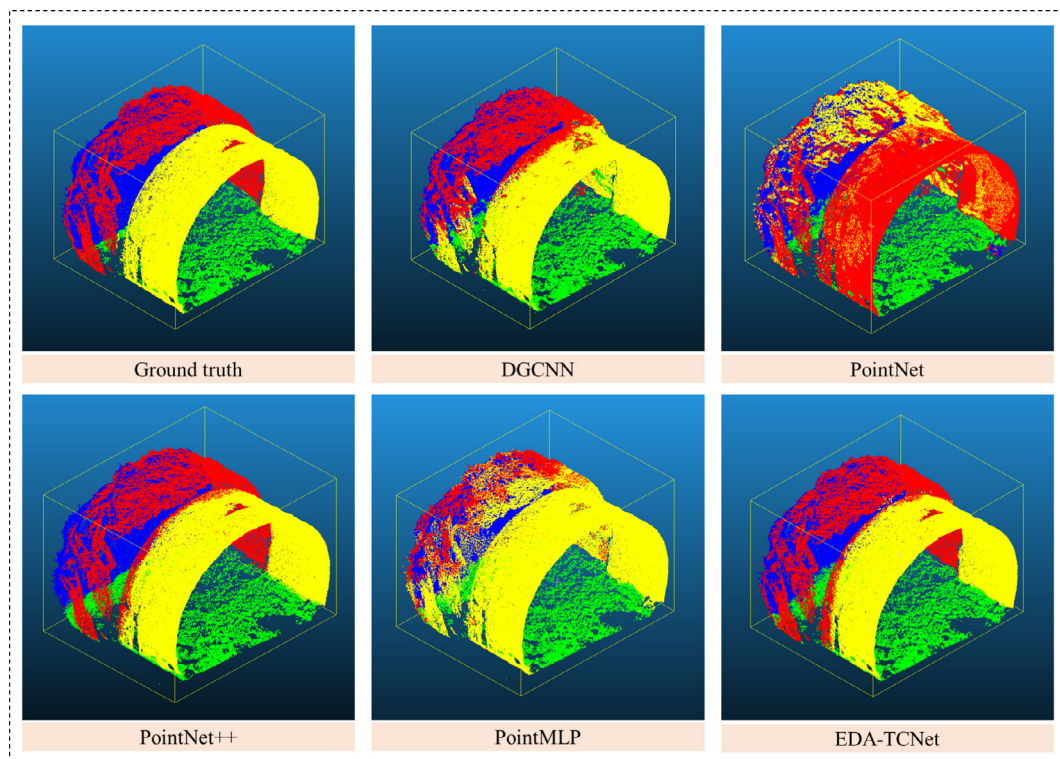 Ground truth
DGCNN
PointNet
PointNet++
PointMLP
EDA-TCNet